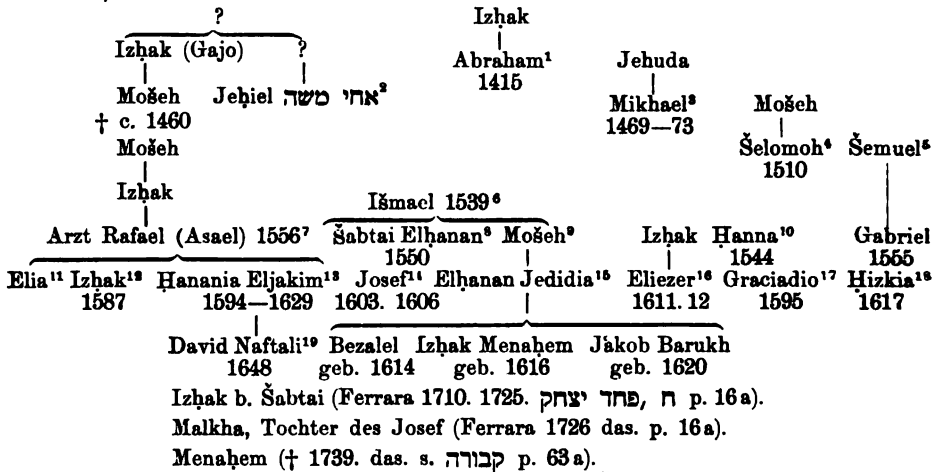 ? Izḥak
Izḥak (Gajo) ? Abraham¹ Jehuda
1415
Mošeh Jeḥiel אחי משה² Mikhael³ Mošeh
† c. 1460 1469—73
Mošeh Šelomoh⁴ Šemuel⁵
1510
Izḥak
Išmael 1539⁶
Arzt Rafael (Asael) 1556⁷ Šabtai Elḥanan⁸ Mošeh⁹ Izḥak Ḥanna¹⁰ Gabriel
1550 1544 1555
Elia¹¹ Izḥak¹² Ḥanania Eljakim¹³ Josef¹⁴ Elḥanan Jedidia¹⁵ Eliezer¹⁶ Graciadio¹⁷ Ḥizkia¹⁸
1587 1594—1629 1603. 1606 1611. 12 1595 1617
David Naftali¹⁹ Bezalel Izḥak Menaḥem Jakob Barukh
1648 geb. 1614 geb. 1616 geb. 1620
Izḥak b. Šabtai (Ferrara 1710. 1725. פחד יצחק, ח p. 16a).
Malkha, Tochter des Josef (Ferrara 1726 das. p. 16a).
Menaḥem († 1739. das. s. קבורה p. 63a).